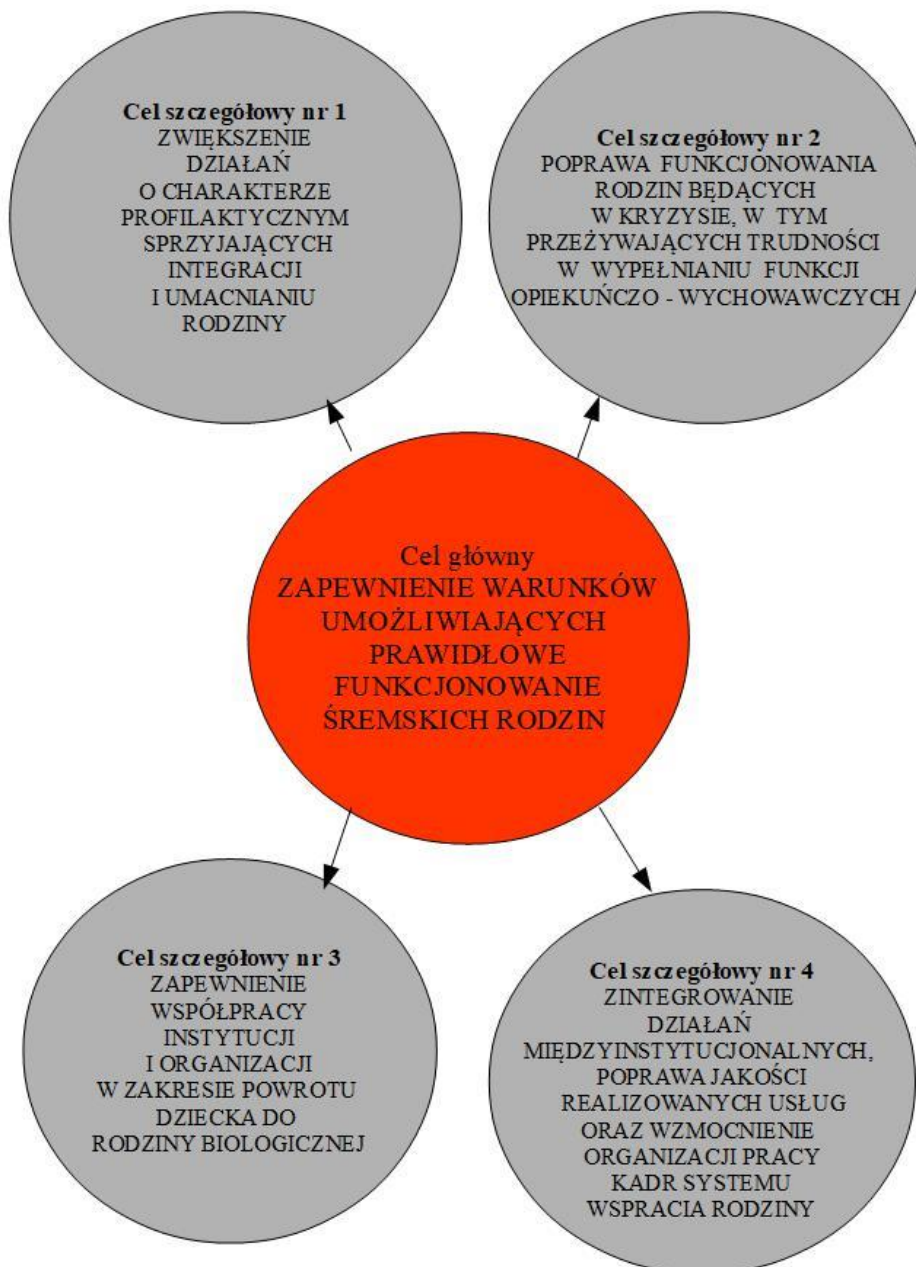 Cel szczegółowy nr 1
ZWIĘKSZENIE
DZIAŁAŃ
O CHARAKTERZE
PROFILAKTYCZNYM
SPRZYJAJĄCYCH
INTEGRACJI
I UMACNIANIU
RODZINY
Cel szczegółowy nr 2
POPRAWA FUNKCJONOWANIA
RODZIN BĘDĄCYCH
W KRYZYSIE, W TYM
PRZEŻYWAJĄCYCH TRUDNOŚCI
W WYPEŁNIANIU FUNKCJI
OPIEKUŃCZO - WYCHOWAWCZYCH
Cel główny
ZAPEWNIENIE WARUNKÓW
UMOŻLIWIAJĄCYCH
PRAWIDŁOWE
FUNKCJONOWANIE
ŚREMSKICH RODZIN
Cel szczegółowy nr 3
ZAPEWNIENIE
WSPÓŁPRACY
INSTYTUCJI
I ORGANIZACJI
W ZAKRESIE POWROTU
DZIECKA DO
RODZINY BIOLOGICZNEJ
Cel szczegółowy nr 4
ZINTEGROWANIE
DZIAŁAŃ
MIĘDZYINSTYTUCJONALNYCH,
POPRAWA JAKOŚCI
REALIZOWANYCH USŁUG
ORAZ WZMOCNIENIE
ORGANIZACJI PRACY
KADR SYSTEMU
WSPRACIA RODZINY